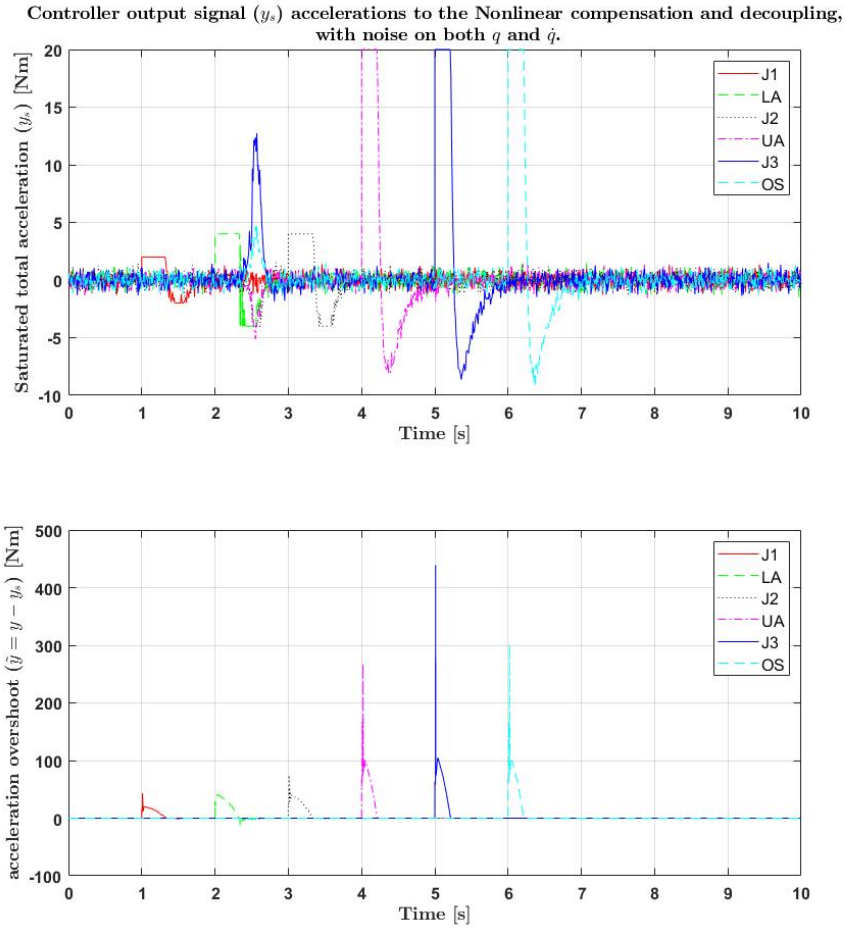 Controller output signal (yₛ) accelerations to the Nonlinear compensation and decoupling,
with noise on both q and q̇.
Saturated total acceleration (yₛ) [Nm]
20
15
10
5
0
-5
-10
0 1 2 3 4 5 6 7 8 9 10
Time [s]
J1
LA
J2
UA
J3
OS
acceleration overshoot (ỹ = y − yₛ) [Nm]
500
400
300
200
100
0
-100
0 1 2 3 4 5 6 7 8 9 10
Time [s]
J1
LA
J2
UA
J3
OS